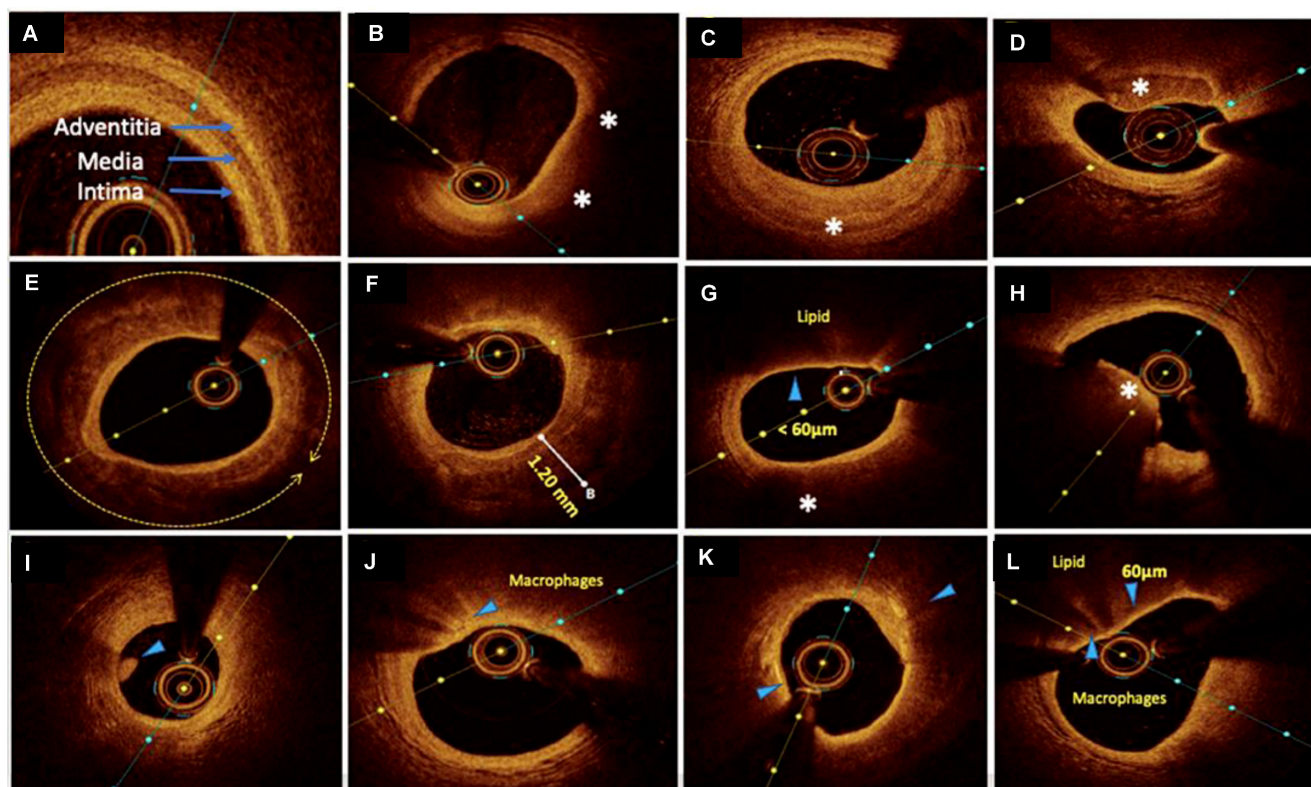 A
Adventitia
Media
Intima
B
*
*
C
*
D
*
E
F
1.20 mm
B
G
Lipid
< 60μm
*
H
*
I
J
Macrophages
K
L
Lipid
60μm
Macrophages